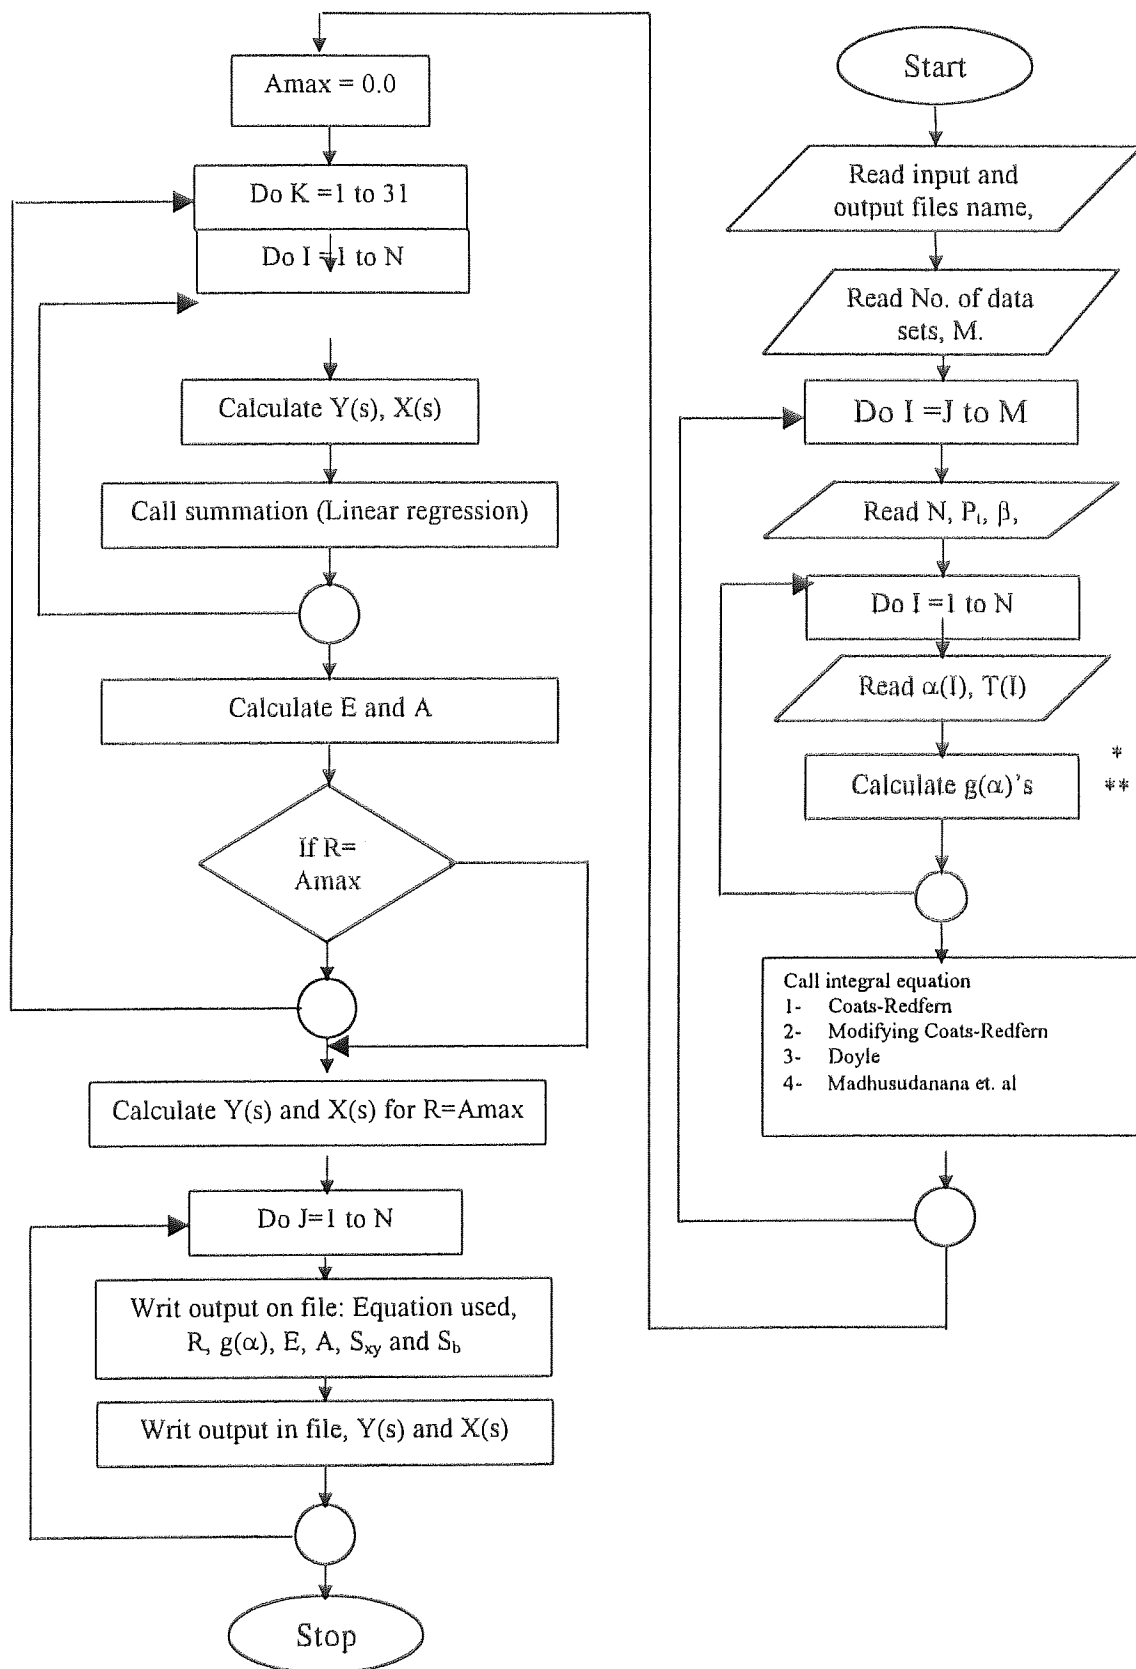 Start
Read input and
output files name,
Read No. of data
sets, M.
Do I =J to M
Read N, Pₜ, β,
Do I =1 to N
Read α(I), T(I)
Calculate g(α)'s
*
**
Call integral equation
1- Coats-Redfern
2- Modifying Coats-Redfern
3- Doyle
4- Madhusudanana et. al
Amax = 0.0
Do K =1 to 31
Do I =1 to N
Calculate Y(s), X(s)
Call summation (Linear regression)
Calculate E and A
If R=
Amax
Calculate Y(s) and X(s) for R=Amax
Do J=1 to N
Writ output on file: Equation used,
R, g(α), E, A, Sxy and Sb
Writ output in file, Y(s) and X(s)
Stop